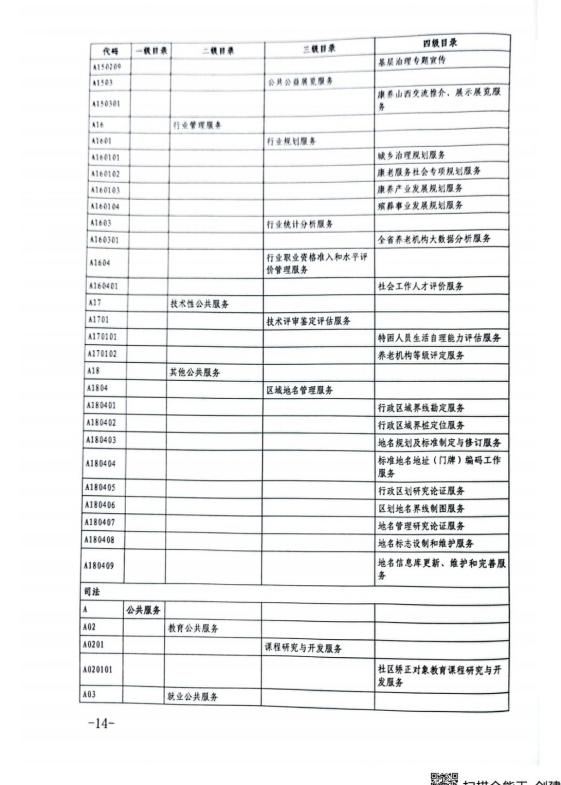 代码 一级目录 二级目录 三级目录 四级目录
A150209 基层治理专题宣传
A1503 公共公益展览服务
A150301 康养山西交流推介、展示展览服
务
A16 行业管理服务
A1601 行业规划服务
A160101 城乡治理规划服务
A160102 康老服务社会专项规划服务
A160103 康养产业发展规划服务
A160104 殡葬事业发展规划服务
A1603 行业统计分析服务
A160301 全省养老机构大数据分析服务
A1604 行业职业资格准入和水平评
价管理服务
A160401 社会工作人才评价服务
A17 技术性公共服务
A1701 技术评审鉴定评估服务
A170101 特困人员生活自理能力评估服务
A170102 养老机构等级评定服务
A18 其他公共服务
A1804 区域地名管理服务
A180401 行政区域界线勘定服务
A180402 行政区域界桩定位服务
A180403 地名规划及标准制定与修订服务
A180404 标准地名地址（门牌）编码工作
服务
A180405 行政区划研究论证服务
A180406 区划地名界线制图服务
A180407 地名管理研究论证服务
A180408 地名标志设制和维护服务
A180409 地名信息库更新、维护和完善服
务
司法
A 公共服务
A02 教育公共服务
A0201 课程研究与开发服务
A020101 社区矫正对象教育课程研究与开
发服务
A03 就业公共服务
-14-